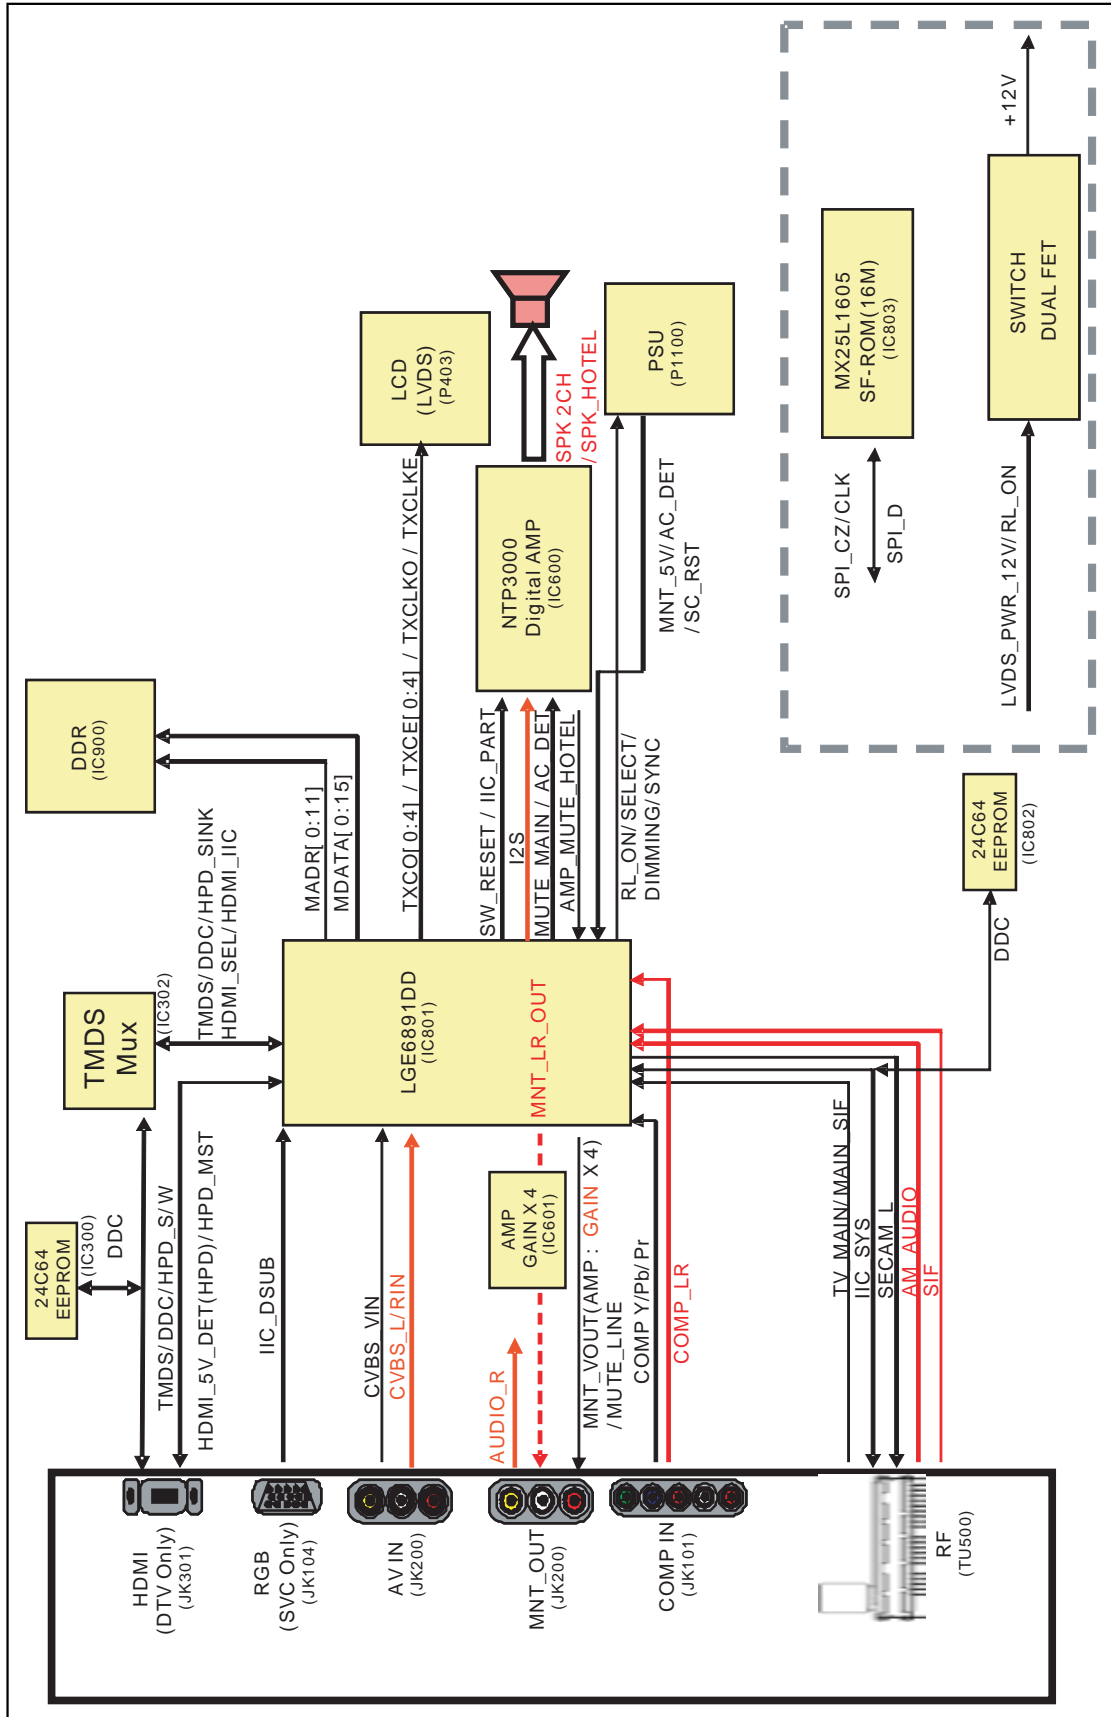 HDMI
(DTV Only)
(JK301)
RGB
(SVC Only)
(JK104)
AV IN
(JK200)
MNT_OUT
(JK200)
COMP IN
(JK101)
RF
(TU500)
24C64
EEPROM
(IC300)
DDC
TMDS/DDC/HPD_S/W
HDMI_5V_DET(HPD)/HPD_MST
IIC_DSUB
CVBS_VIN
CVBS_L/RIN
AUDIO_R
AMP
GAIN X 4
(IC601)
MNT_VOUT(AMP : GAIN X 4)
/MUTE_LINE
COMP Y/Pb/Pr
COMP_LR
TV_MAIN/MAIN_SIF
IIC_SYS
SECAM_L
AM_AUDIO
SIF
TMDS
Mux
(IC302)
TMDS/DDC/HPD_SINK
HDMI_SEL/HDMI_IIC
LGE6891DD
(IC801)
MNT_LR_OUT
DDC
24C64
EEPROM
(IC802)
DDR
(IC900)
MADR[0:11]
MDATA[0:15]
TXCO[0:4] / TXCE[0:4] / TXCLKO / TXCLKE
SW_RESET / IIC_PART
I2S
MUTE_MAIN / AC_DET
AMP_MUTE_HOTEL
RL_ON/SELECT/
DIMMING/SYNC
LCD
(LVDS)
(P403)
NTP3000
Digital AMP
(IC600)
SPK 2CH
/ SPK_HOTEL
PSU
(P1100)
MNT_5V/AC_DET
/SC_RST
SPI_CZ/CLK
SPI_D
MX25L1605
SF-ROM(16M)
(IC803)
LVDS_PWR_12V/RL_ON
SWITCH
DUAL FET
+12V